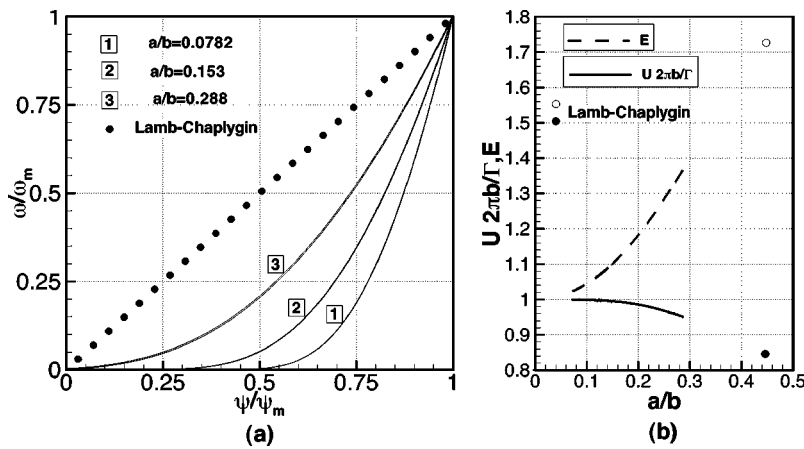 1
0.75
0.5
0.25
0
ω/ω_m
1 a/b=0.0782
2 a/b=0.153
3 a/b=0.288
Lamb-Chaplygin
3
2
1
0 0.25 0.5 0.75 1
ψ/ψ_m
(a)
1.8
1.7
1.6
1.5
1.4
1.3
1.2
1.1
1
0.9
0.8
U 2πb/Γ,E
E
U 2πb/Γ
Lamb-Chaplygin
0 0.1 0.2 0.3 0.4 0.5
a/b
(b)